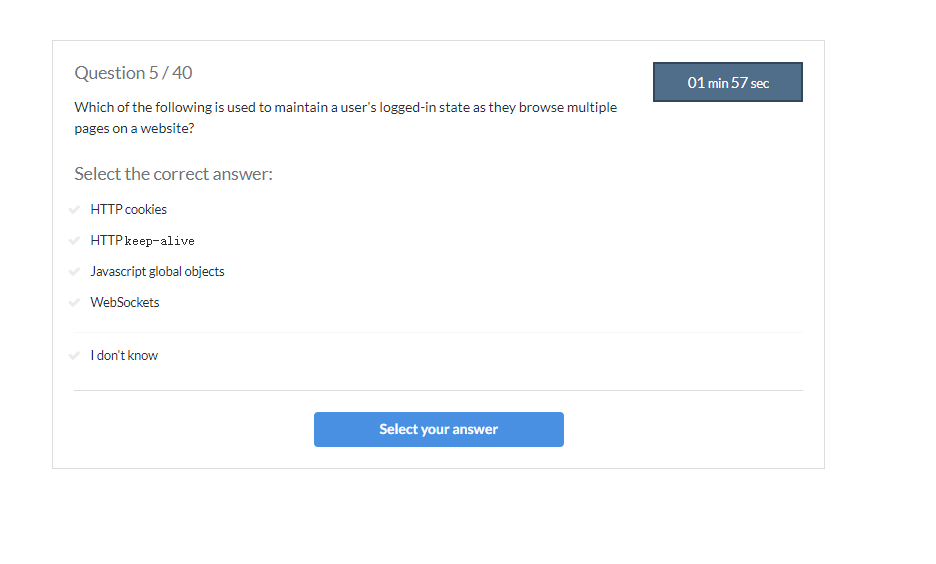 Question 5 / 40
01 min 57 sec
Which of the following is used to maintain a user's logged-in state as they browse multiple
pages on a website?
Select the correct answer:
HTTP cookies
HTTP keep-alive
Javascript global objects
WebSockets
I don't know
Select your answer